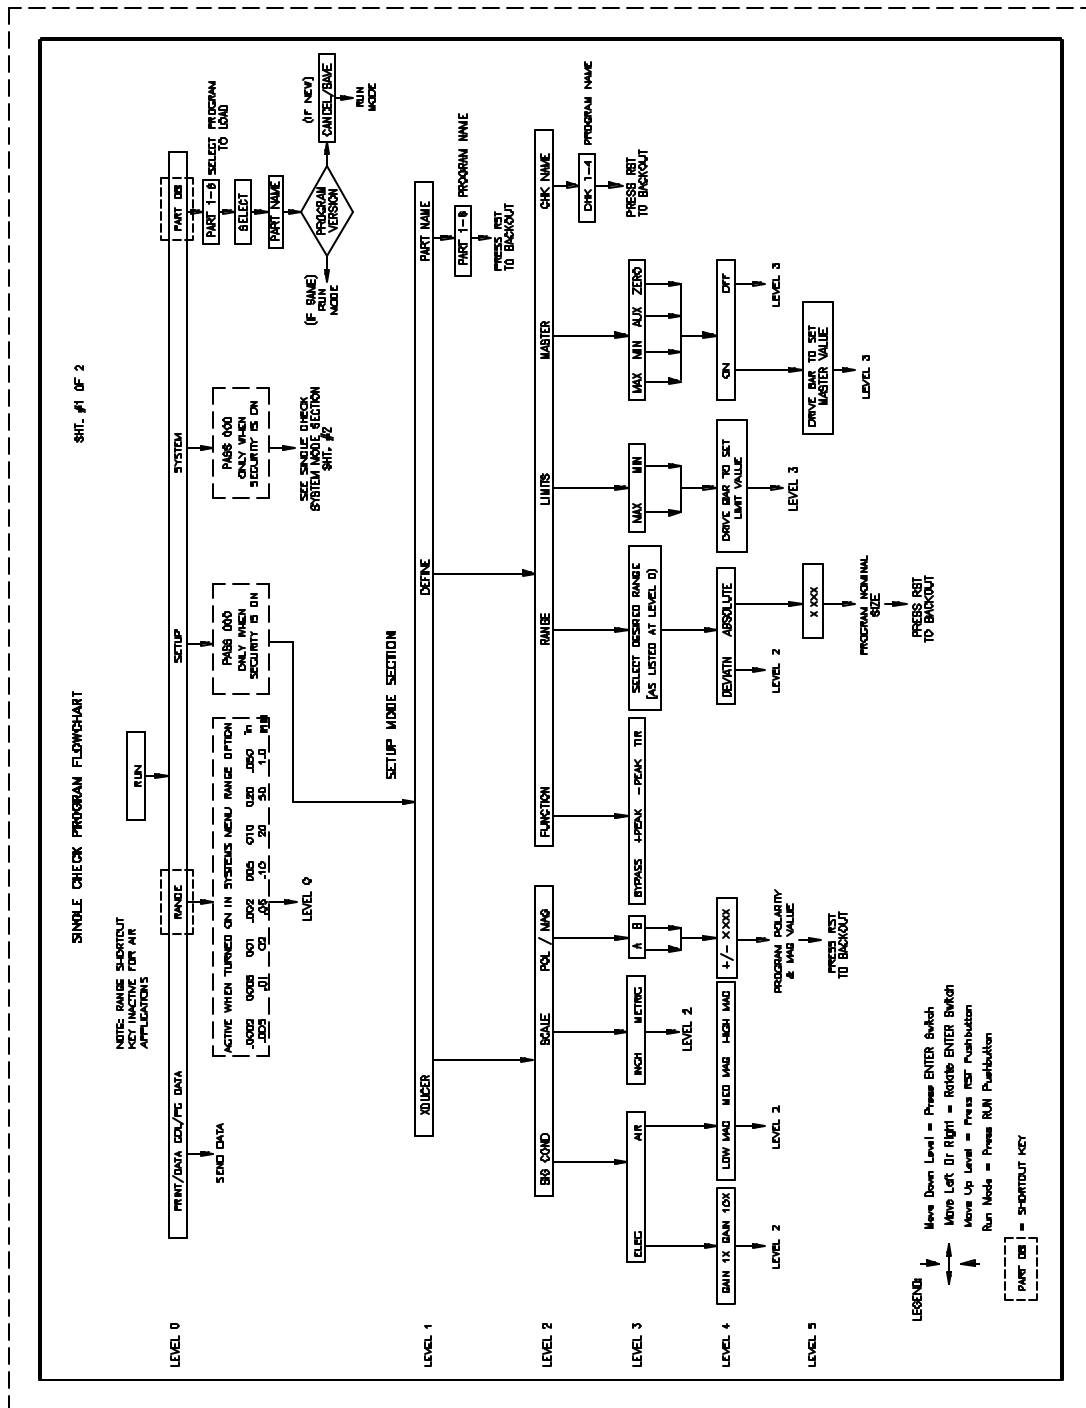 SINGLE CHECK PROGRAM FLOWCHART
SHT. #1 OF 2
NOTE: RANGE SHORTCUT
KEY INACTIVE FOR AIR
APPLICATIONS
RUN
LEVEL 0
PRINT/DATA COL/PC DATA
RANGE
SETUP
SYSTEM
PART
SEND DATA
ACTIVE WHEN TURNED ON IN SYSTEMS MENU RANGE OPTION
.0002 .0005 .001 .002 .005 .010 .020 .050 in
.005 .01 .02 .05 .10 .20 .50 1.0 mm
LEVEL 0
PASS 000
ONLY WHEN
SECURITY IS ON
PASS 000
ONLY WHEN
SECURITY IS ON
SEE SINGLE CHECK
SYSTEM MODE SECTION
SHT. #2
PART 1-8
SELECT PROGRAM
TO LOAD
SELECT
PART NAME
PROGRAM
VERSION
(IF SAME)
RUN
MODE
(IF NEW)
CANCEL/SAVE
RUN
MODE
SETUP MODE SECTION
LEVEL 1
XDUCER
DEFINE
PART NAME
PART 1-8
PROGRAM NAME
PRESS RST
TO BACKOUT
LEVEL 2
SIG COND
SCALE
POL / MAG
FUNCTION
RANGE
LIMITS
MASTER
CHK NAME
CHK 1-4
PROGRAM NAME
PRESS RST
TO BACKOUT
LEVEL 3
ELEC
AIR
INCH
METRIC
LEVEL 2
A B
BYPASS +PEAK -PEAK TIR
SELECT DESIRED RANGE
(AS LISTED AT LEVEL 0)
MAX MIN
MAX MIN AUX ZERO
LEVEL 4
GAIN 1X GAIN 10X
LEVEL 2
LOW MAG MED MAG HIGH MAG
LEVEL 2
+/- XXXX
PROGRAM POLARITY
& MAG VALUE
PRESS RST
TO BACKOUT
DEVIATN ABSOLUTE
LEVEL 2
DRIVE BAR TO SET
LIMIT VALUE
LEVEL 3
ON
OFF
LEVEL 3
LEVEL 5
X XXX
PROGRAM NOMINAL
SIZE
PRESS RST
TO BACKOUT
DRIVE BAR TO SET
MASTER VALUE
LEVEL 3
LEGEND:
Move Down Level = Press ENTER Switch
Move Left Or Right = Rotate ENTER Switch
Move Up Level = Press RST Pushbutton
Run Mode = Press RUN Pushbutton
PART
= SHORTCUT KEY